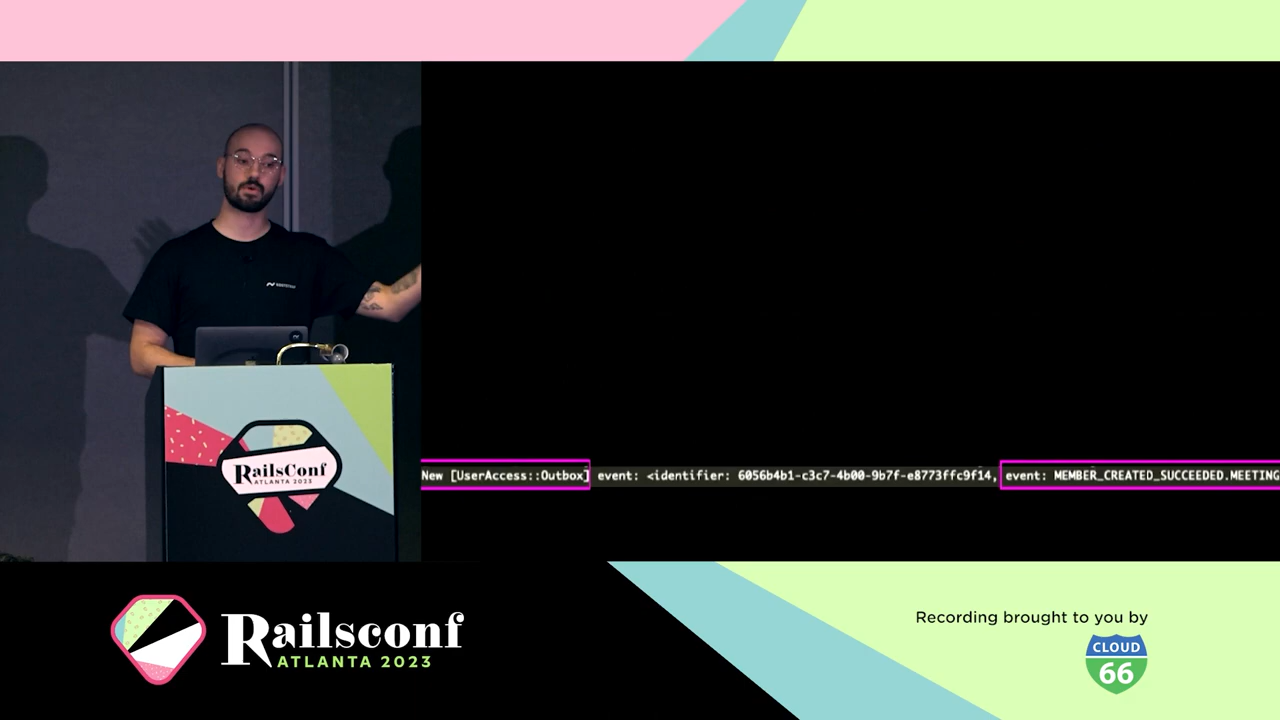 New [UserAccess::Outbox] event: <identifier: 6056b4b1-c3c7-4b00-9b7f-e8773ffc9f14, event: MEMBER_CREATED_SUCCEEDED.MEETING
RailsConf
ATLANTA 2023
Railsconf
ATLANTA 2023
Recording brought to you by
CLOUD
66